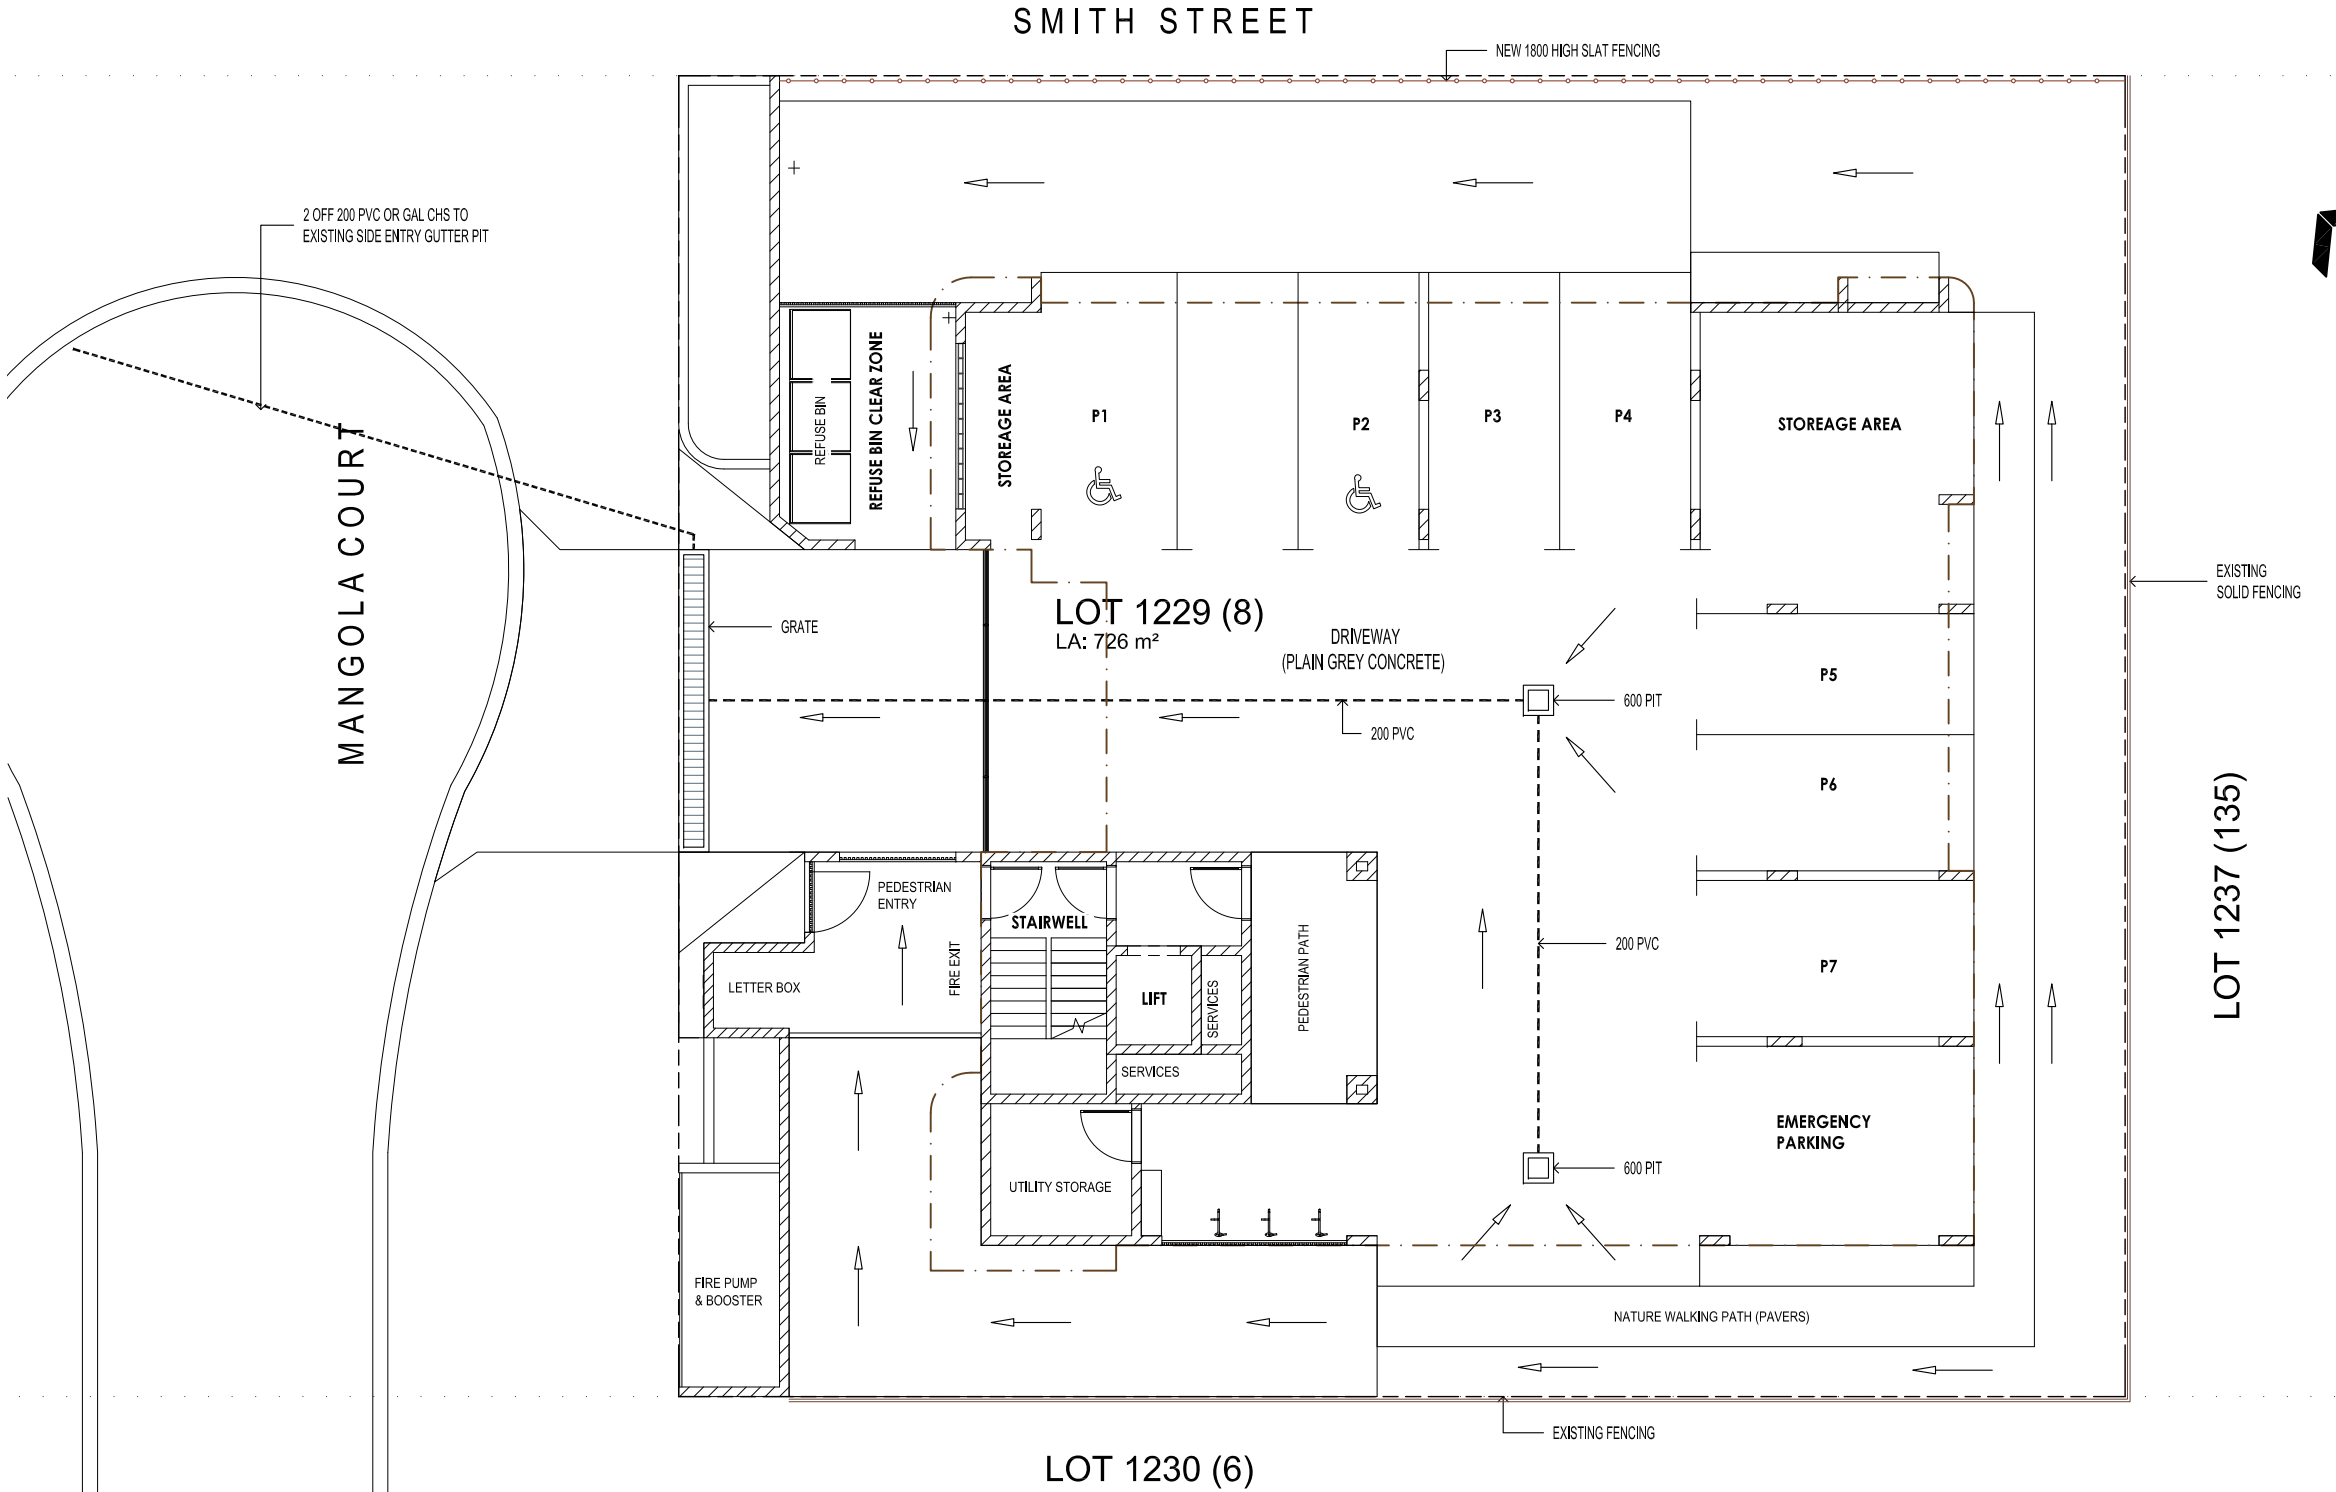 SMITH STREET
NEW 1800 HIGH SLAT FENCING
2 OFF 200 PVC OR GAL CHS TO
EXISTING SIDE ENTRY GUTTER PIT
MANGOLA COURT
REFUSE BIN
REFUSE BIN CLEAR ZONE
STOREAGE AREA
P1
P2
P3
P4
STOREAGE AREA
EXISTING
SOLID FENCING
GRATE
LOT 1229 (8)
LA: 726 m²
DRIVEWAY
(PLAIN GREY CONCRETE)
600 PIT
200 PVC
P5
P6
LOT 1237 (135)
PEDESTRIAN
ENTRY
STAIRWELL
FIRE EXIT
LETTER BOX
LIFT
SERVICES
SERVICES
PEDESTRIAN PATH
200 PVC
P7
EMERGENCY
PARKING
600 PIT
UTILITY STORAGE
FIRE PUMP
& BOOSTER
NATURE WALKING PATH (PAVERS)
EXISTING FENCING
LOT 1230 (6)